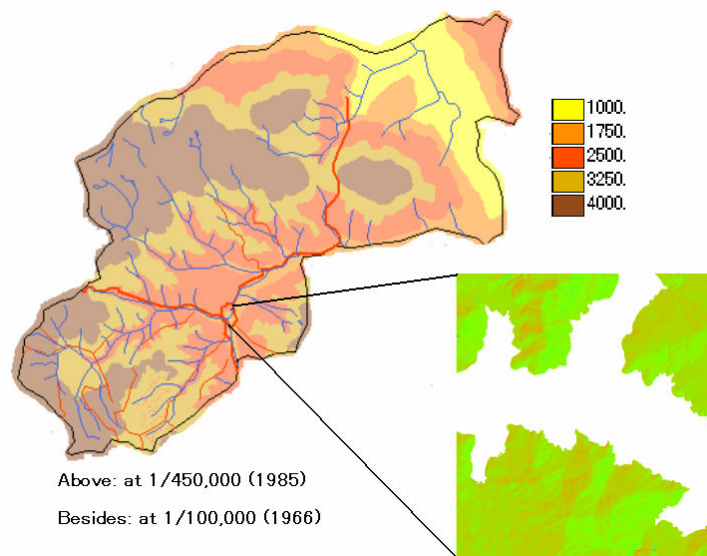 1000.
1750.
2500.
3250.
4000.
Above: at 1/450,000 (1985)
Besides: at 1/100,000 (1966)